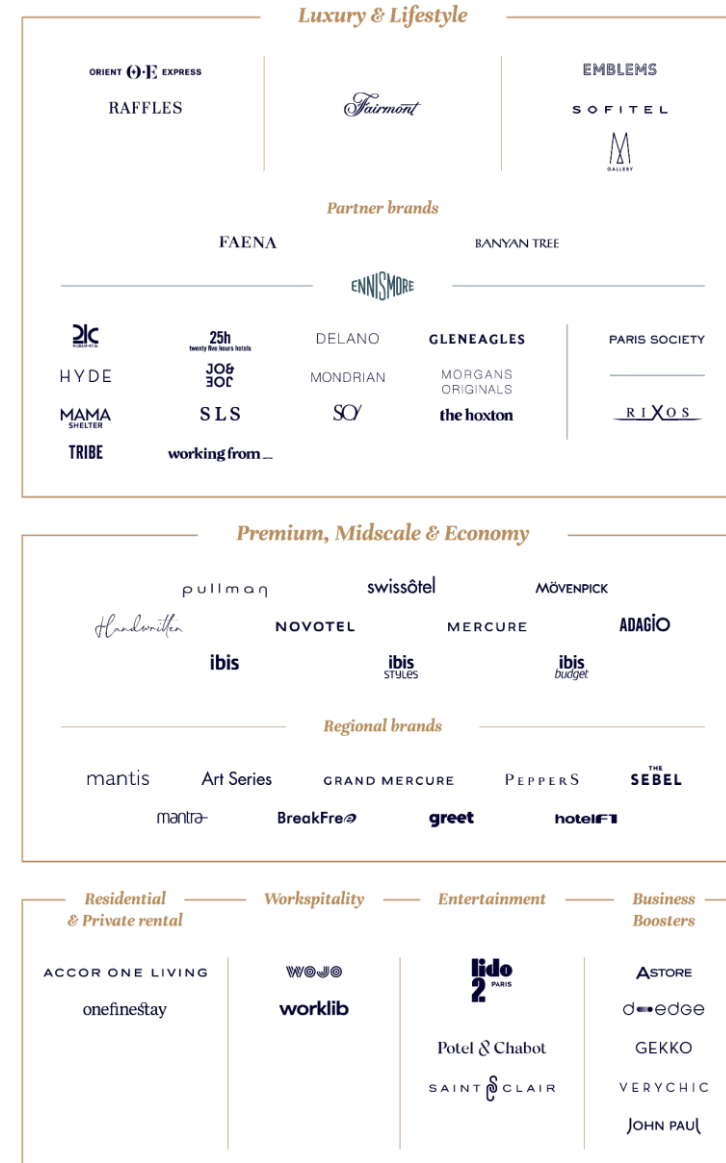 Luxury & Lifestyle
ORIENT O·E EXPRESS
EMBLEMS
RAFFLES
Fairmont
SOFITEL
M
GALLERY
Partner brands
FAENA
BANYAN TREE
ENNISMORE
21c
MUSEUM HOTEL
25h
twenty five hours hotels
DELANO
GLENEAGLES
PARIS SOCIETY
HYDE
JO&
JOE
MONDRIAN
MORGANS
ORIGINALS
MAMA
SHELTER
SLS
SO/
the hoxton
RIXOS
TRIBE
working from_
Premium, Midscale & Economy
pullman
swissôtel
MÖVENPICK
Handwritten
NOVOTEL
MERCURE
ADAGIO
ibis
ibis
STYLES
ibis
budget
Regional brands
mantis
Art Series
GRAND MERCURE
PEPPERS
THE
SEBEL
mantra
BreakFree
greet
hotelF1
Residential
& Private rental
Workspitality
Entertainment
Business
Boosters
ACCOR ONE LIVING
WOJO
lido
2 PARIS
ASTORE
onefinestay
worklib
d-edge
Potel & Chabot
GEKKO
SAINT CLAIR
VERYCHIC
JOHN PAUL